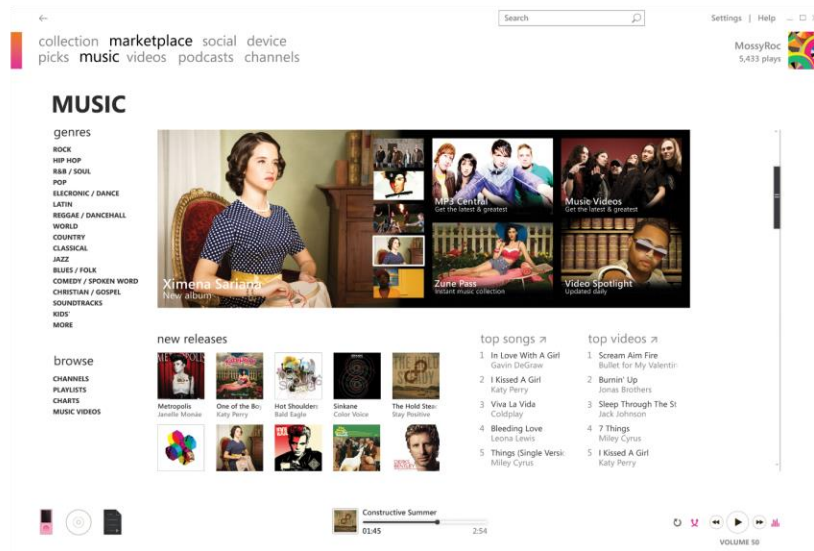 Search
Settings | Help
collection marketplace social device
picks music videos podcasts channels
MossyRoc
5,433 plays
MUSIC
genres
ROCK
HIP HOP
R&B / SOUL
POP
ELECRONIC / DANCE
LATIN
REGGAE / DANCEHALL
WORLD
COUNTRY
CLASSICAL
JAZZ
BLUES / FOLK
COMEDY / SPOKEN WORD
CHRISTIAN / GOSPEL
SOUNDTRACKS
KIDS'
MORE
browse
CHANNELS
PLAYLISTS
CHARTS
MUSIC VIDEOS
Ximena Sariana
New album
MP3 Central
Get the latest & greatest
Music Videos
Get the latest & greatest
Zune Pass
Instant music collection
Video Spotlight
Updated daily
new releases
METROPOLIS
THE HOLD
STEADY
Metropolis
Janelle Monáe
One of the Boy
Katy Perry
Hot Shoulders
Bald Eagle
Sinkane
Color Voice
The Hold Stea
Stay Positive
top songs
1 In Love With A Girl
Gavin DeGraw
2 I Kissed A Girl
Katy Perry
3 Viva La Vida
Coldplay
4 Bleeding Love
Leona Lewis
5 Things (Single Versic
Miley Cyrus
top videos
1 Scream Aim Fire
Bullet for My Valentin
2 Burnin' Up
Jonas Brothers
3 Sleep Through The St
Jack Johnson
4 7 Things
Miley Cyrus
5 I Kissed A Girl
Katy Perry
Constructive Summer
01:45
2:54
VOLUME 50